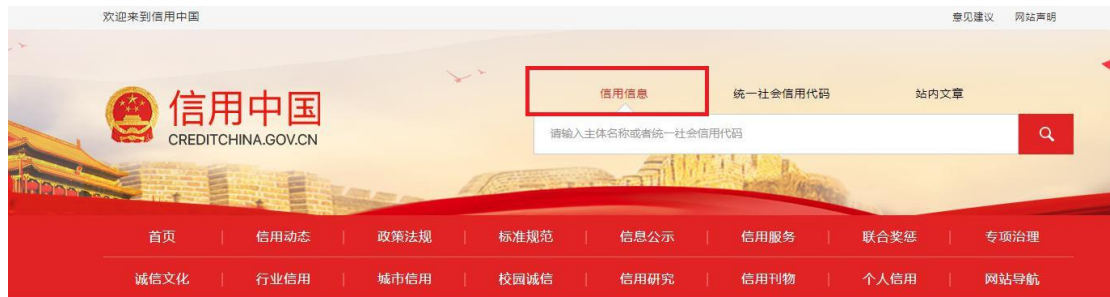 欢迎来到信用中国
意见建议 网站声明
信用信息 统一社会信用代码 站内文章
信用中国
CREDITCHINA.GOV.CN
请输入主体名称或者统一社会信用代码
首页 | 信用动态 | 政策法规 | 标准规范 | 信息公示 | 信用服务 | 联合奖惩 | 专项治理
诚信文化 | 行业信用 | 城市信用 | 校园诚信 | 信用研究 | 信用刊物 | 个人信用 | 网站导航